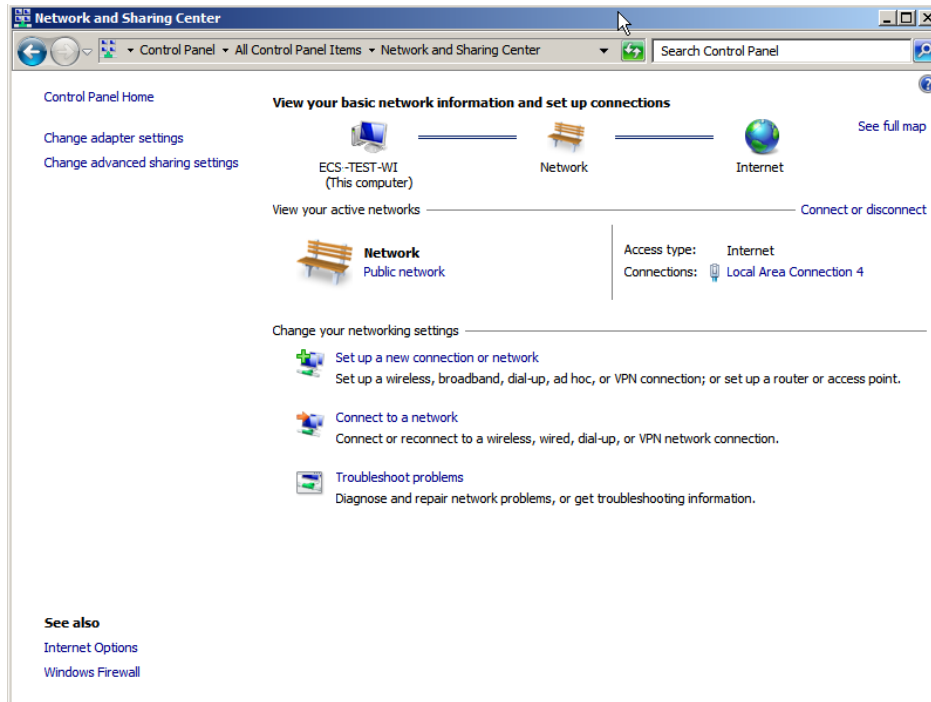 Network and Sharing Center
Control Panel All Control Panel Items Network and Sharing Center
Search Control Panel
Control Panel Home
Change adapter settings
Change advanced sharing settings
View your basic network information and set up connections
See full map
ECS-TEST-WI
(This computer)
Network
Internet
View your active networks
Connect or disconnect
Network
Public network
Access type: Internet
Connections: Local Area Connection 4
Change your networking settings
Set up a new connection or network
Set up a wireless, broadband, dial-up, ad hoc, or VPN connection; or set up a router or access point.
Connect to a network
Connect or reconnect to a wireless, wired, dial-up, or VPN network connection.
Troubleshoot problems
Diagnose and repair network problems, or get troubleshooting information.
See also
Internet Options
Windows Firewall